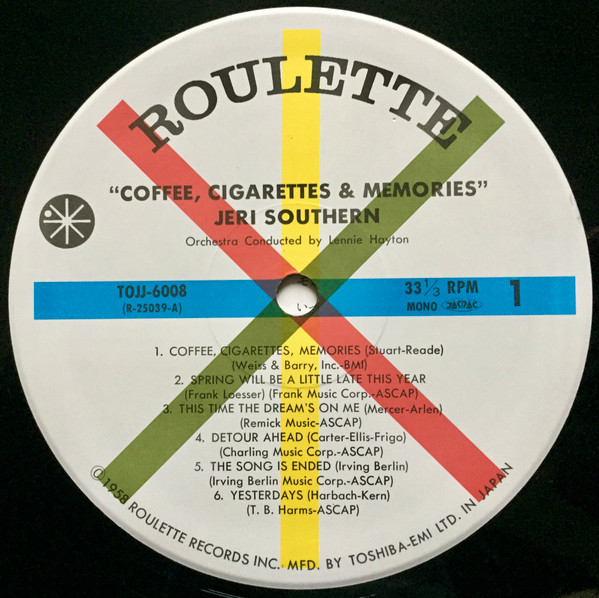 ROULETTE
"COFFEE, CIGARETTES & MEMORIES"
JERI SOUTHERN
Orchestra Conducted by Lennie Hayton
TOJJ-6008
(R-25039-A)
33 1/3 RPM
MONO
1
1. COFFEE, CIGARETTES, MEMORIES (Stuart-Reade)
(Weiss & Barry, Inc.-BMI)
2. SPRING WILL BE A LITTLE LATE THIS YEAR
(Frank Loesser) (Frank Music Corp.-ASCAP)
3. THIS TIME THE DREAM'S ON ME (Mercer-Arlen)
(Remick Music-ASCAP)
4. DETOUR AHEAD (Carter-Ellis-Frigo)
(Charling Music Corp.-ASCAP)
5. THE SONG IS ENDED (Irving Berlin)
(Irving Berlin Music Corp.-ASCAP)
6. YESTERDAYS (Harbach-Kern)
(T. B. Harms-ASCAP)
Ⓟ1958 ROULETTE RECORDS INC. MFD. BY TOSHIBA-EMI LTD. IN JAPAN